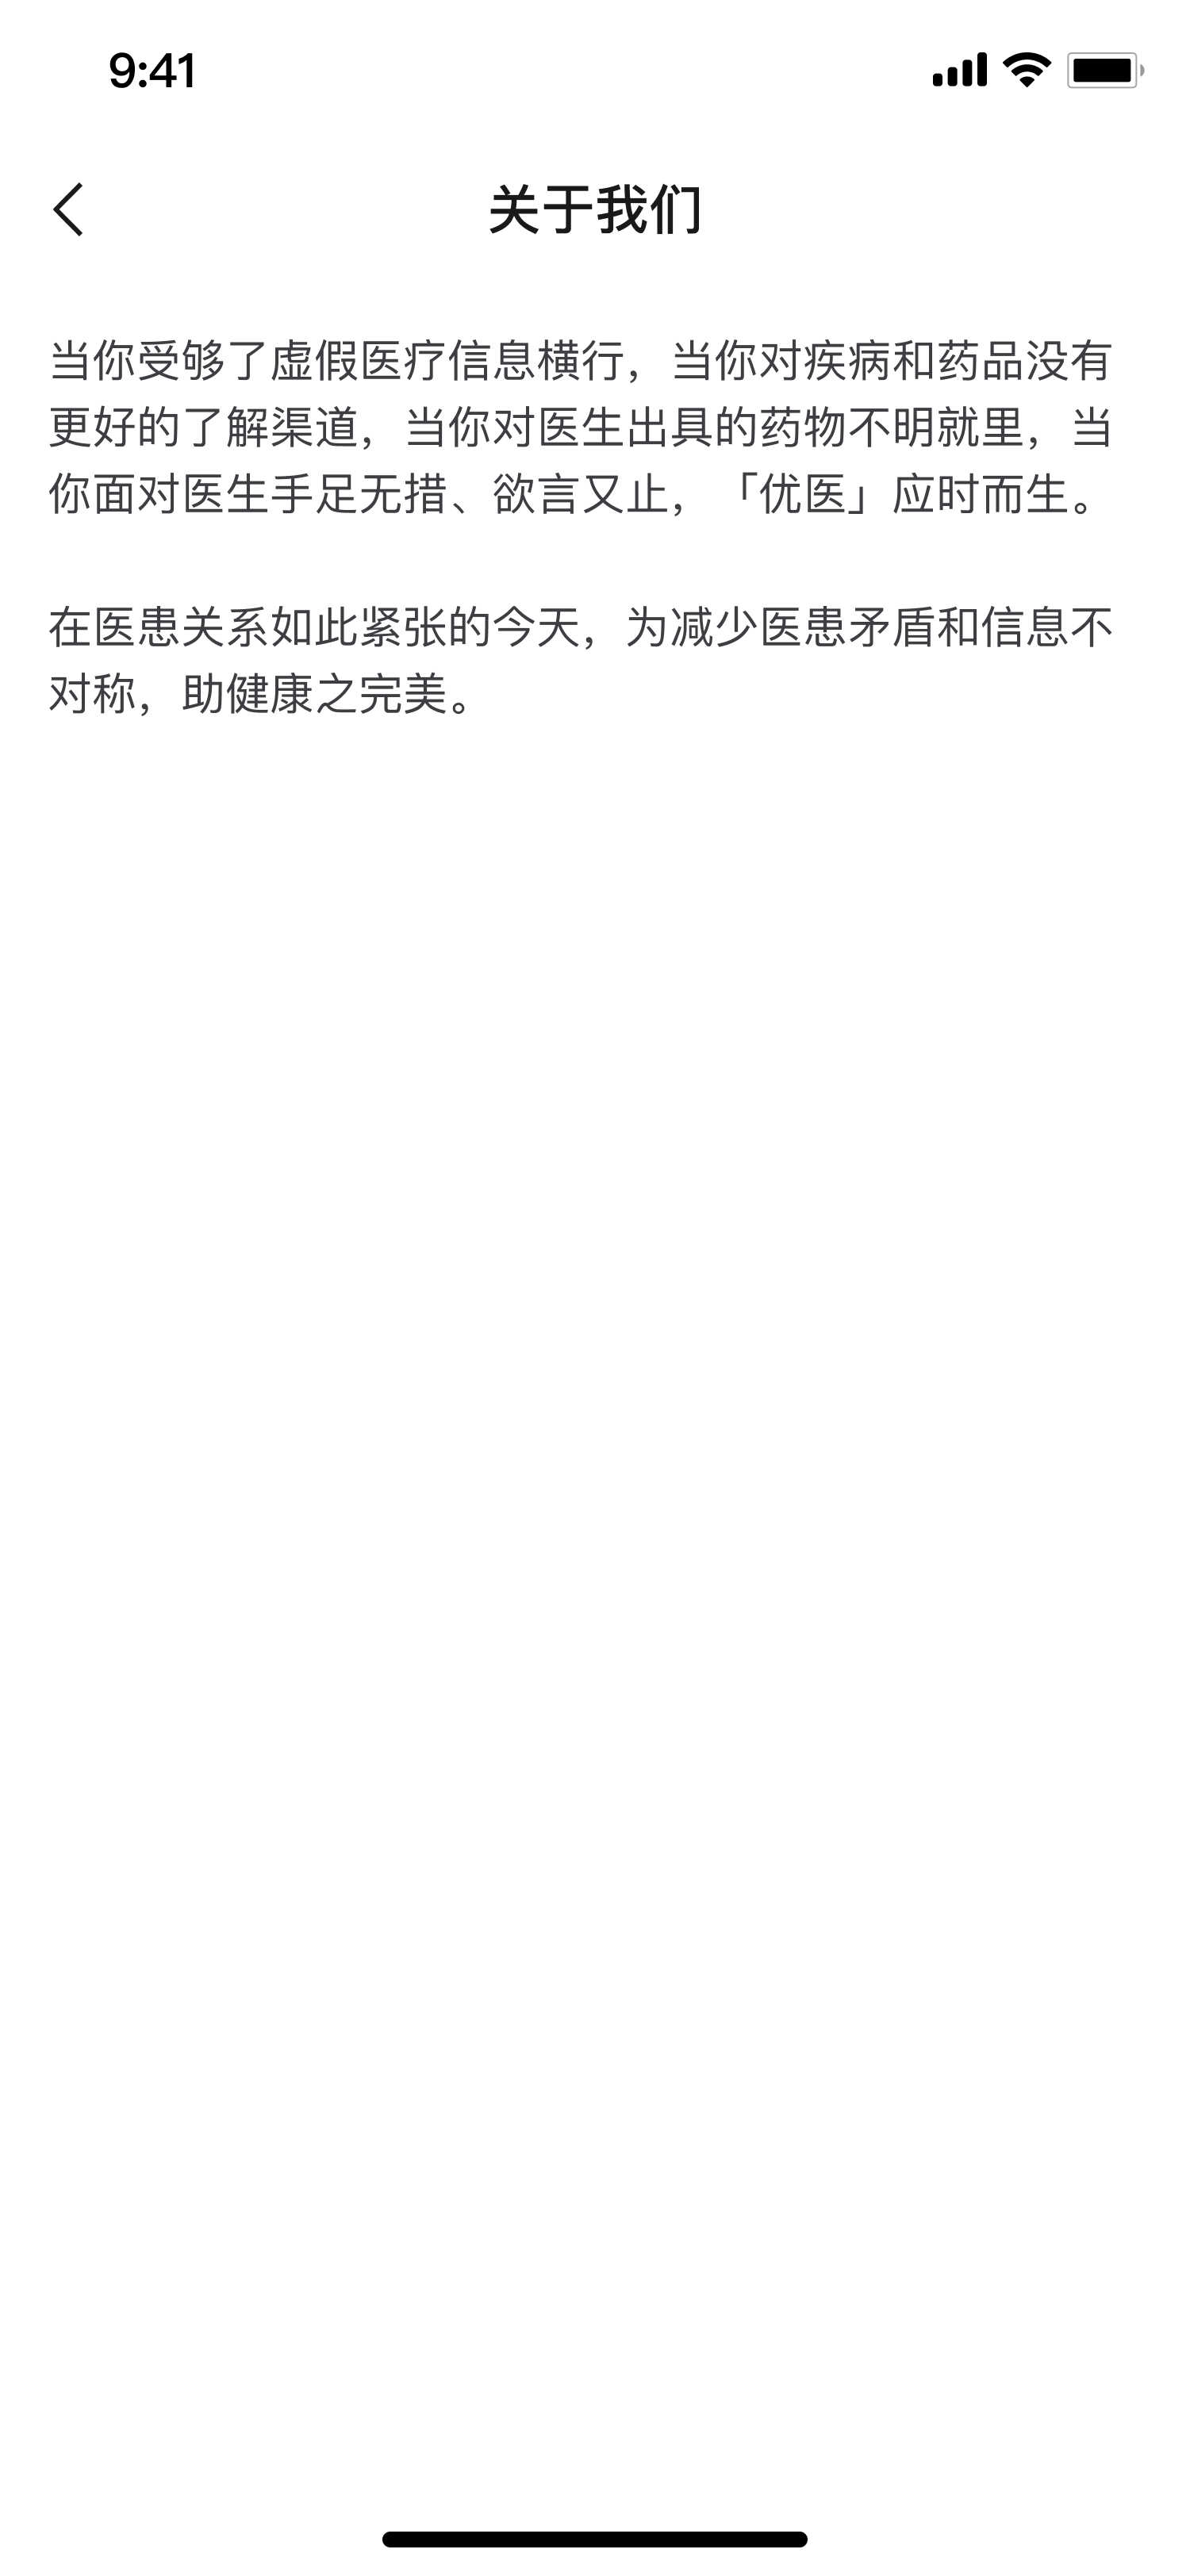 9:41
关于我们
当你受够了虚假医疗信息横行，当你对疾病和药品没有
更好的了解渠道，当你对医生出具的药物不明就里，当
你面对医生手足无措、欲言又止，「优医」应时而生。
在医患关系如此紧张的今天，为减少医患矛盾和信息不
对称，助健康之完美。